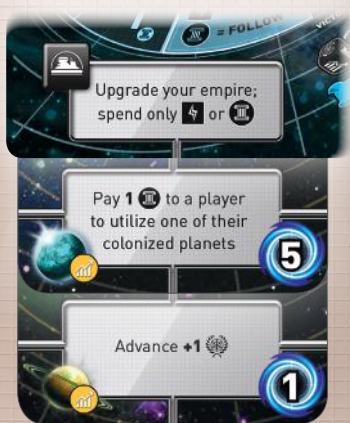 = FOLLOW
VICT
Upgrade your empire;
spend only or
Pay 1 to a player
to utilize one of their
colonized planets
5
Advance +1
1